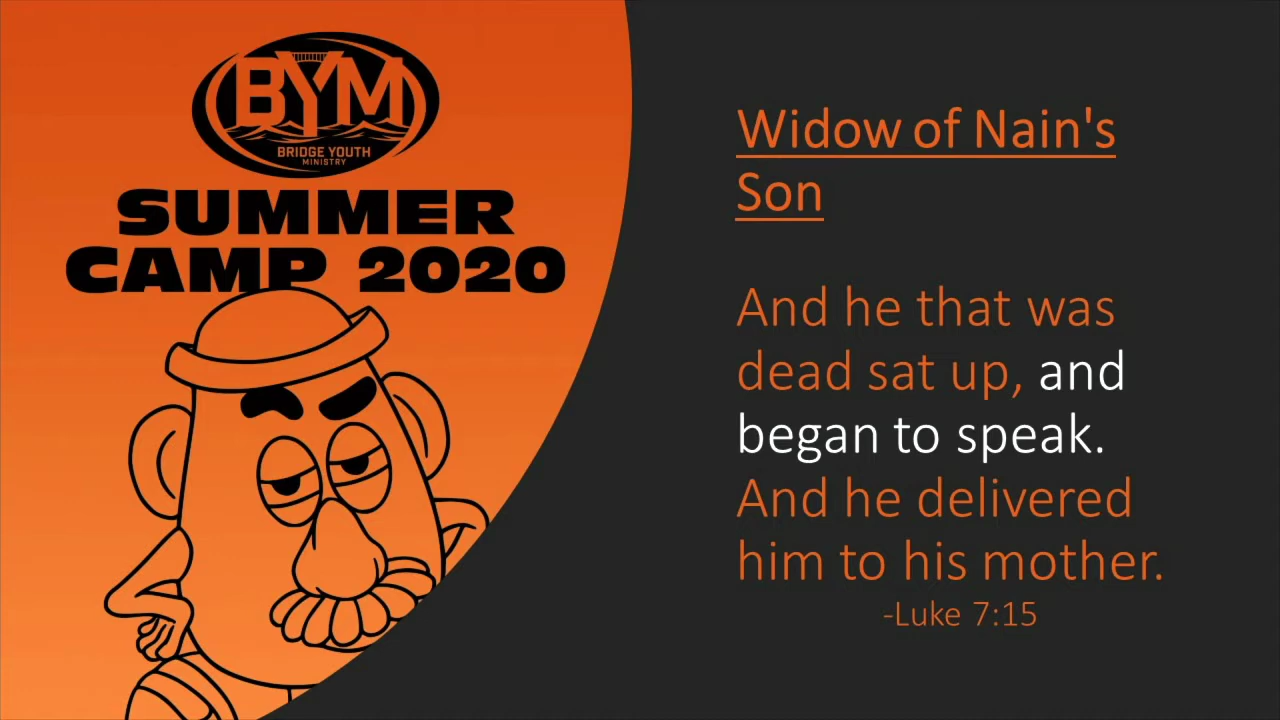 BYM
BRIDGE YOUTH
MINISTRY
SUMMER
CAMP 2020
Widow of Nain's
Son
And he that was
dead sat up, and
began to speak.
And he delivered
him to his mother.
-Luke 7:15